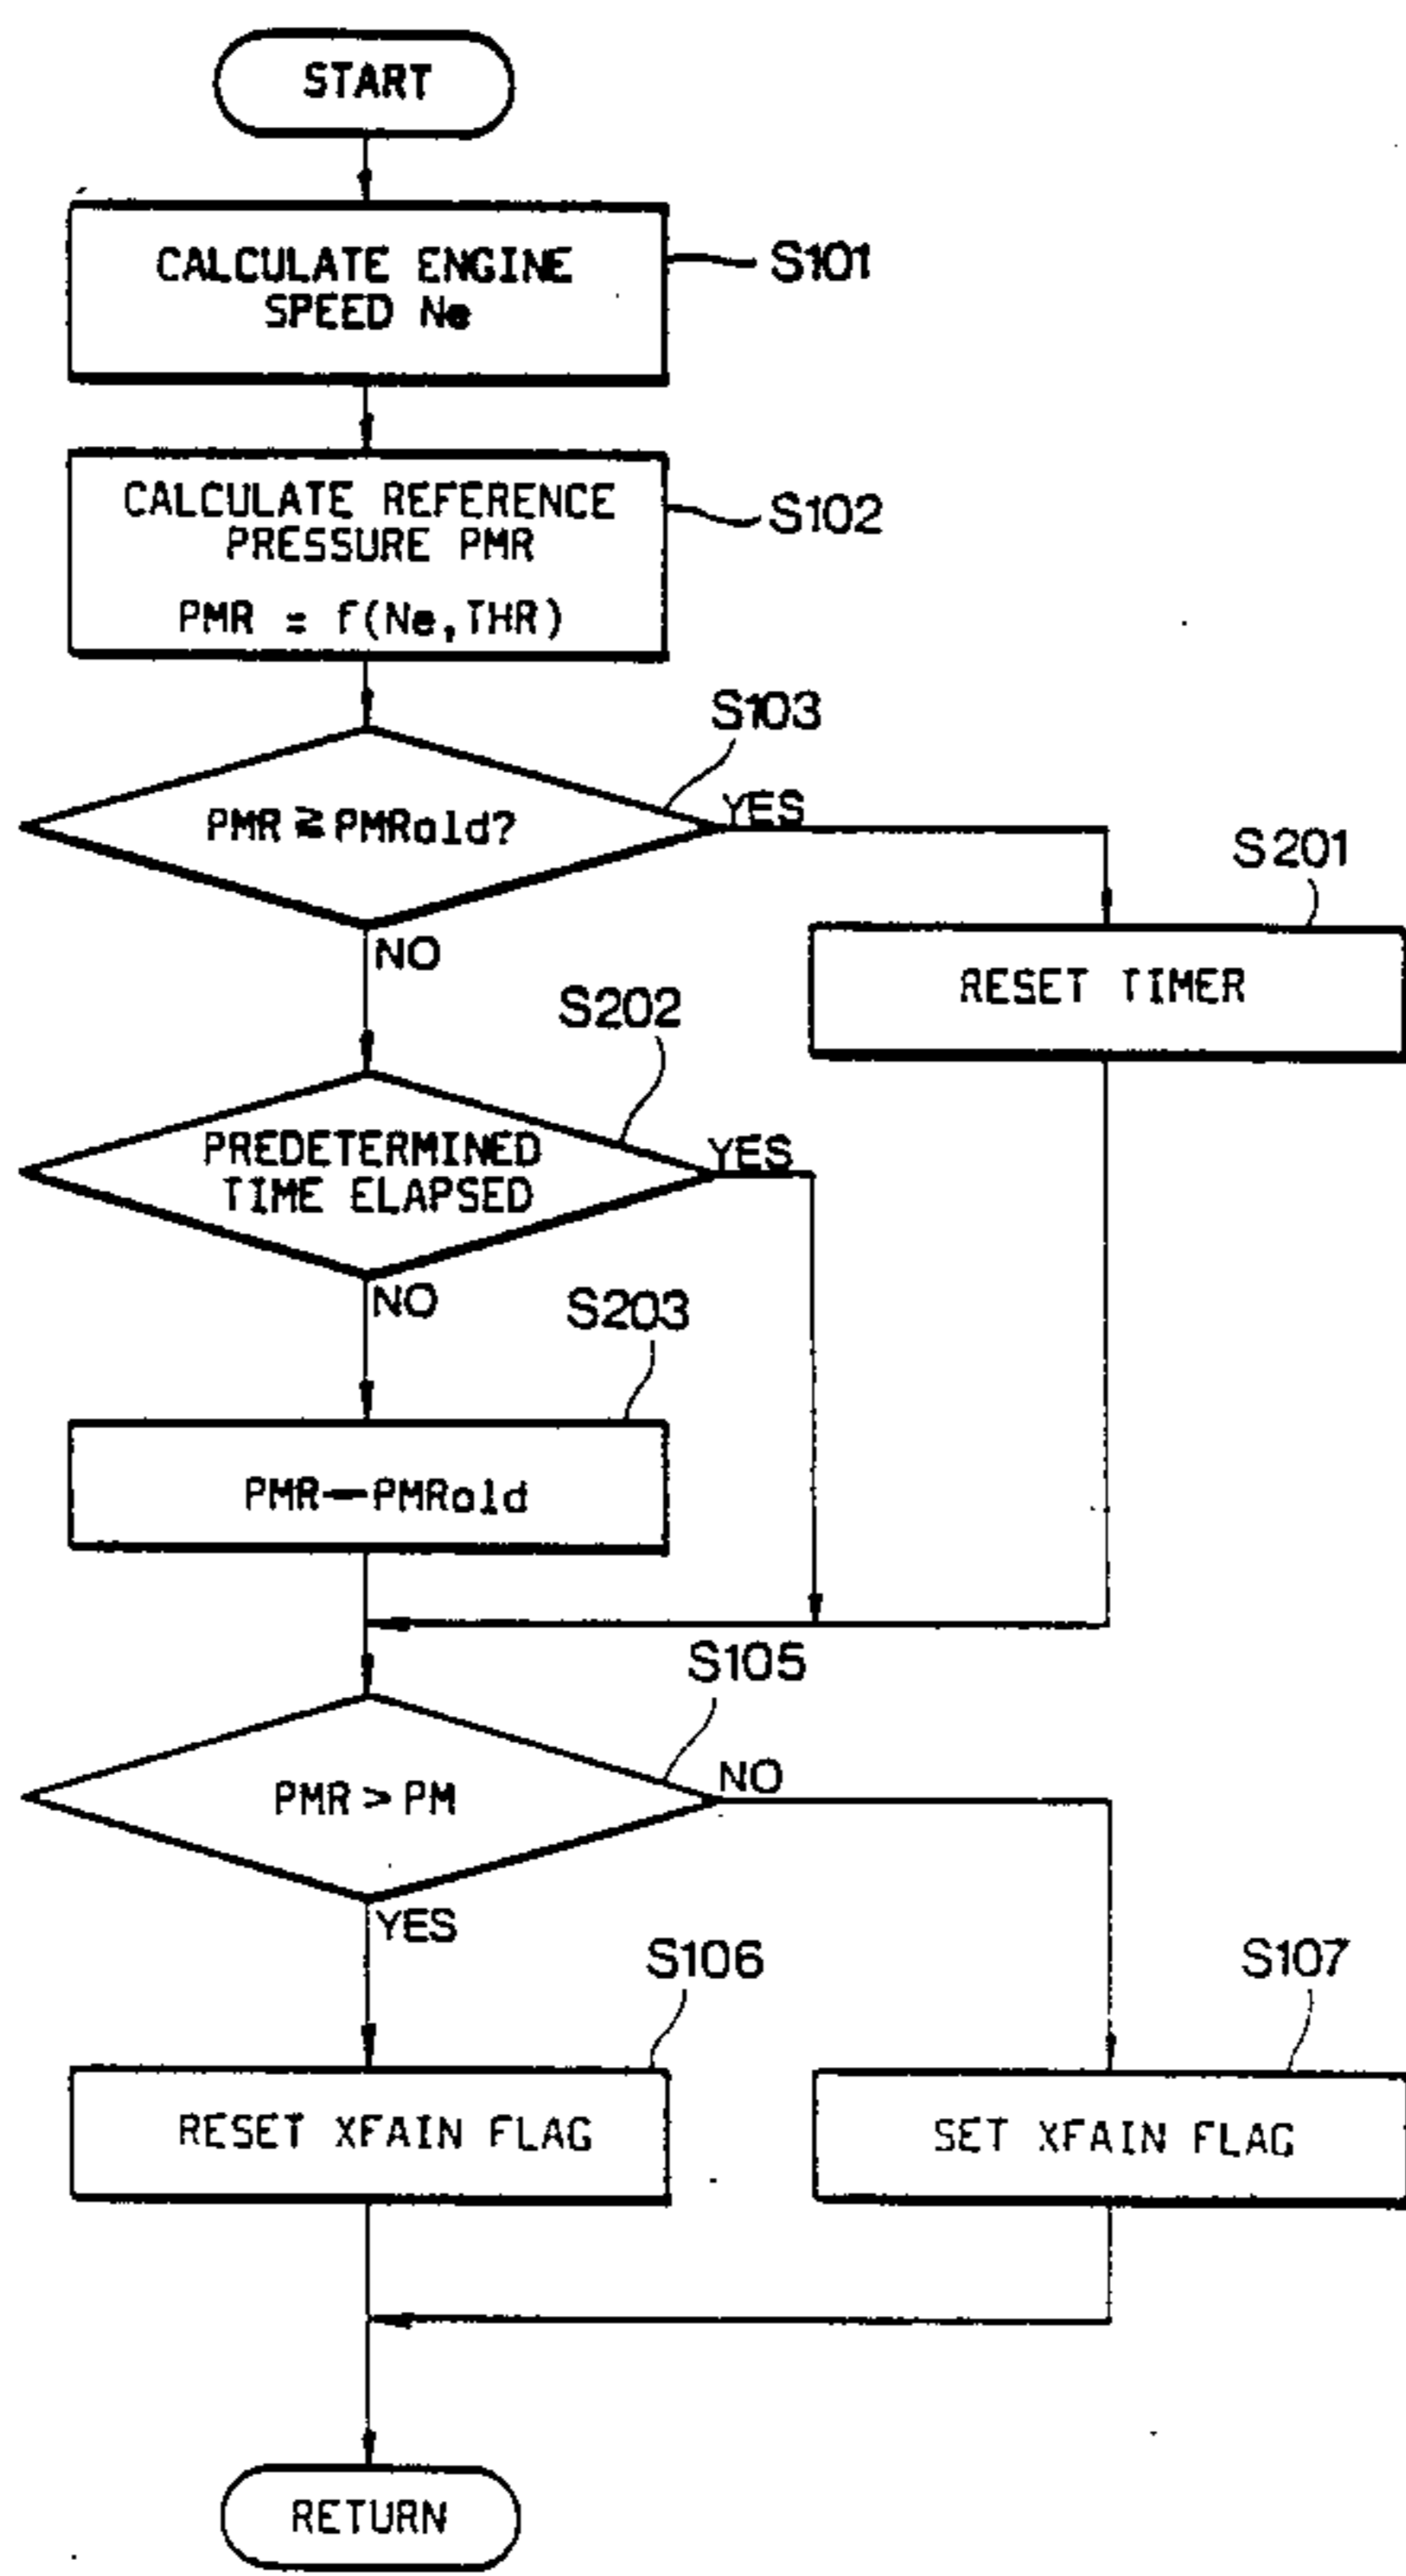 START
CALCULATE ENGINE
SPEED Ne
S101
CALCULATE REFERENCE
PRESSURE PMR
PMR = f(Ne,THR)
S102
S103
PMR ≧ PMRold?
YES
NO
S201
RESET TIMER
S202
PREDETERMINED
TIME ELAPSED
YES
NO
S203
PMR—PMRold
S105
PMR > PM
NO
YES
S106
RESET XFAIN FLAG
S107
SET XFAIN FLAG
RETURN